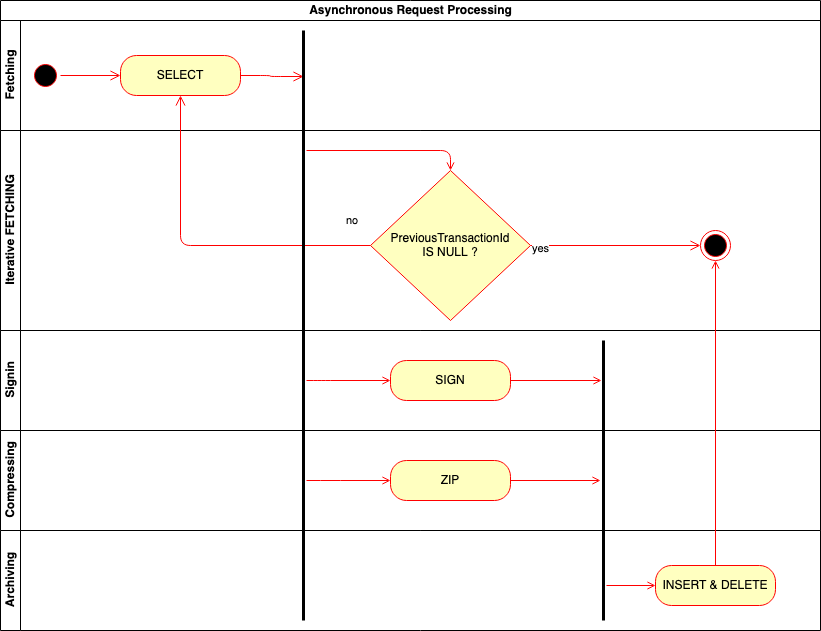 Asynchronous Request Processing
Fetching
SELECT
Iterative FETCHING
no
PreviousTransactionId
IS NULL ?
yes
Signin
SIGN
Compressing
ZIP
Archiving
INSERT & DELETE